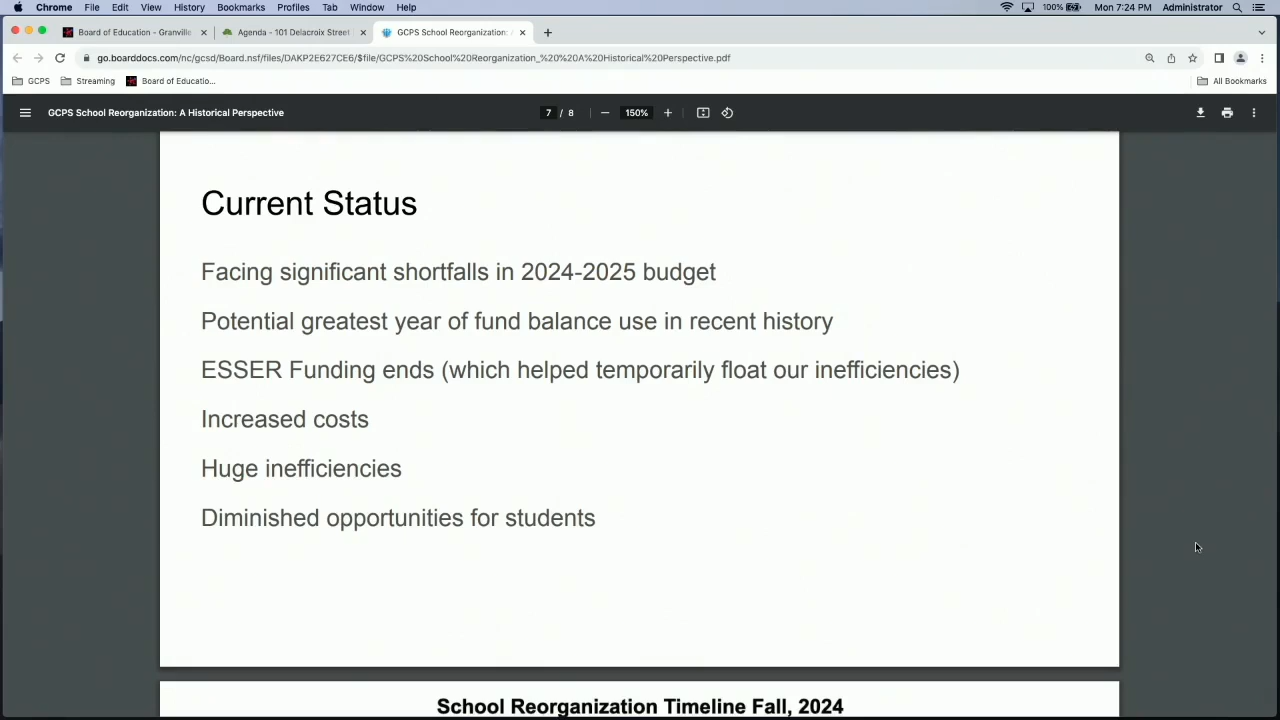 Chrome File Edit View History Bookmarks Profiles Tab Window Help 100% Mon 7:24 PM Administrator
Board of Education - Granville Agenda - 101 Delacroix Street GCPS School Reorganization:
go.boarddocs.com/nc/gcsd/Board.nsf/files/DAKP2E627CE6/$file/GCPS%20School%20Reorganization_%20%20A%20Historical%20Perspective.pdf
GCPS Streaming Board of Educatio... All Bookmarks
GCPS School Reorganization: A Historical Perspective 7 / 8 150%
Current Status
Facing significant shortfalls in 2024-2025 budget
Potential greatest year of fund balance use in recent history
ESSER Funding ends (which helped temporarily float our inefficiencies)
Increased costs
Huge inefficiencies
Diminished opportunities for students
School Reorganization Timeline Fall, 2024